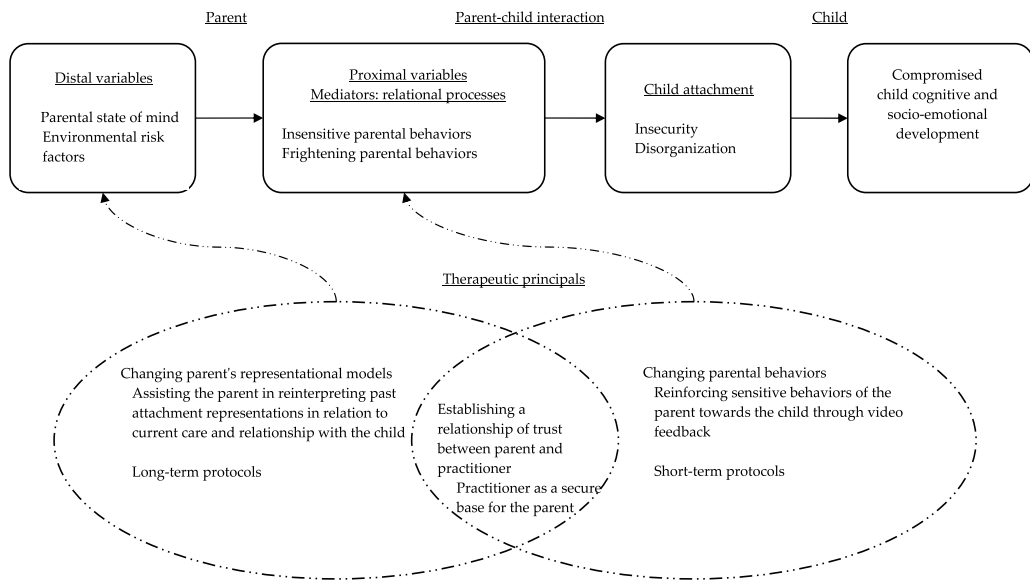 Parent
Parent-child interaction
Child
Distal variables
Parental state of mind
Environmental risk
factors
Proximal variables
Mediators: relational processes
Insensitive parental behaviors
Frightening parental behaviors
Child attachment
Insecurity
Disorganization
Compromised
child cognitive and
socio-emotional
development
Therapeutic principals
Changing parent's representational models
Assisting the parent in reinterpreting past
attachment representations in relation to
current care and relationship with the child
Long-term protocols
Establishing a
relationship of trust
between parent and
practitioner
Practitioner as a secure
base for the parent
Changing parental behaviors
Reinforcing sensitive behaviors of the
parent towards the child through video
feedback
Short-term protocols